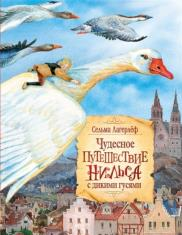 Сельма Лагерлёф
Чудесное
ПУТЕШЕСТВИЕ
НИЛЬСА
С ДИКИМИ ГУСЯМИ